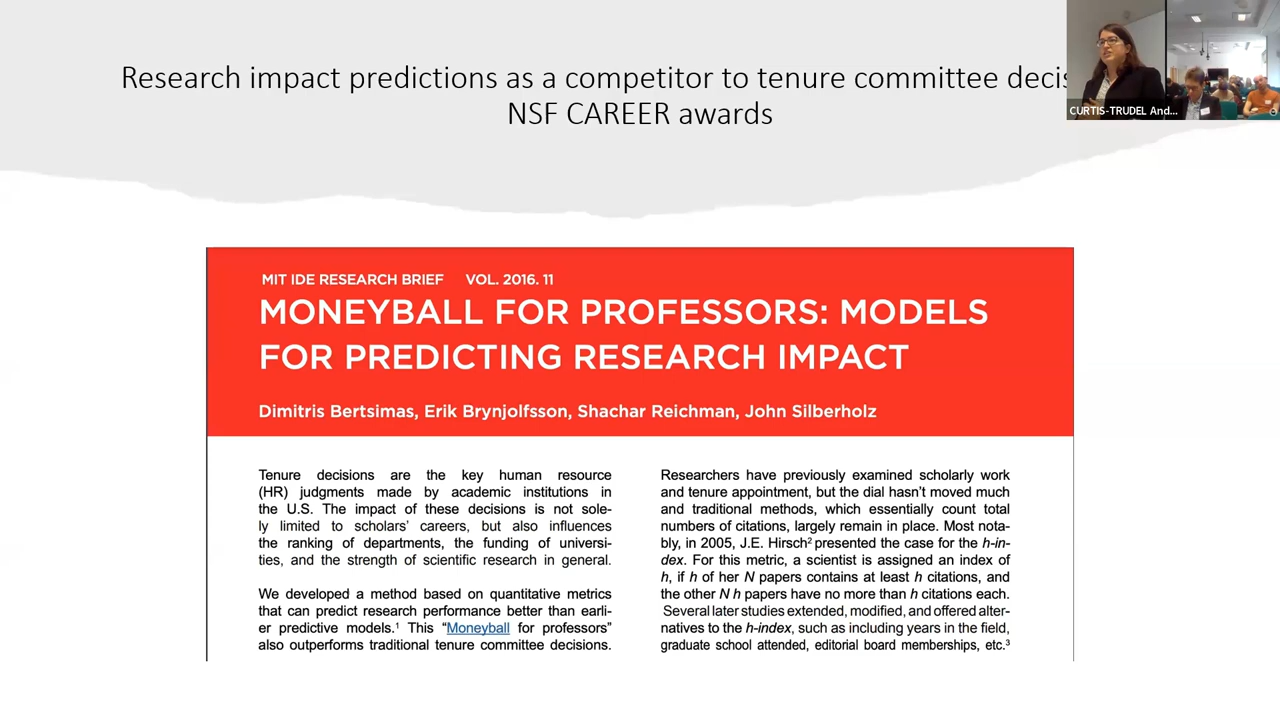 Research impact predictions as a competitor to tenure committee decis
NSF CAREER awards
CURTIS-TRUDEL And...
MIT IDE RESEARCH BRIEF VOL. 2016. 11
MONEYBALL FOR PROFESSORS: MODELS
FOR PREDICTING RESEARCH IMPACT
Dimitris Bertsimas, Erik Brynjolfsson, Shachar Reichman, John Silberholz
Tenure decisions are the key human resource
(HR) judgments made by academic institutions in
the U.S. The impact of these decisions is not sole-
ly limited to scholars' careers, but also influences
the ranking of departments, the funding of universi-
ties, and the strength of scientific research in general.
We developed a method based on quantitative metrics
that can predict research performance better than earli-
er predictive models.¹ This “Moneyball for professors”
also outperforms traditional tenure committee decisions.
Researchers have previously examined scholarly work
and tenure appointment, but the dial hasn't moved much
and traditional methods, which essentially count total
numbers of citations, largely remain in place. Most nota-
bly, in 2005, J.E. Hirsch² presented the case for the h-in-
dex. For this metric, a scientist is assigned an index of
h, if h of her N papers contains at least h citations, and
the other N h papers have no more than h citations each.
Several later studies extended, modified, and offered alter-
natives to the h-index, such as including years in the field,
graduate school attended, editorial board memberships, etc.³